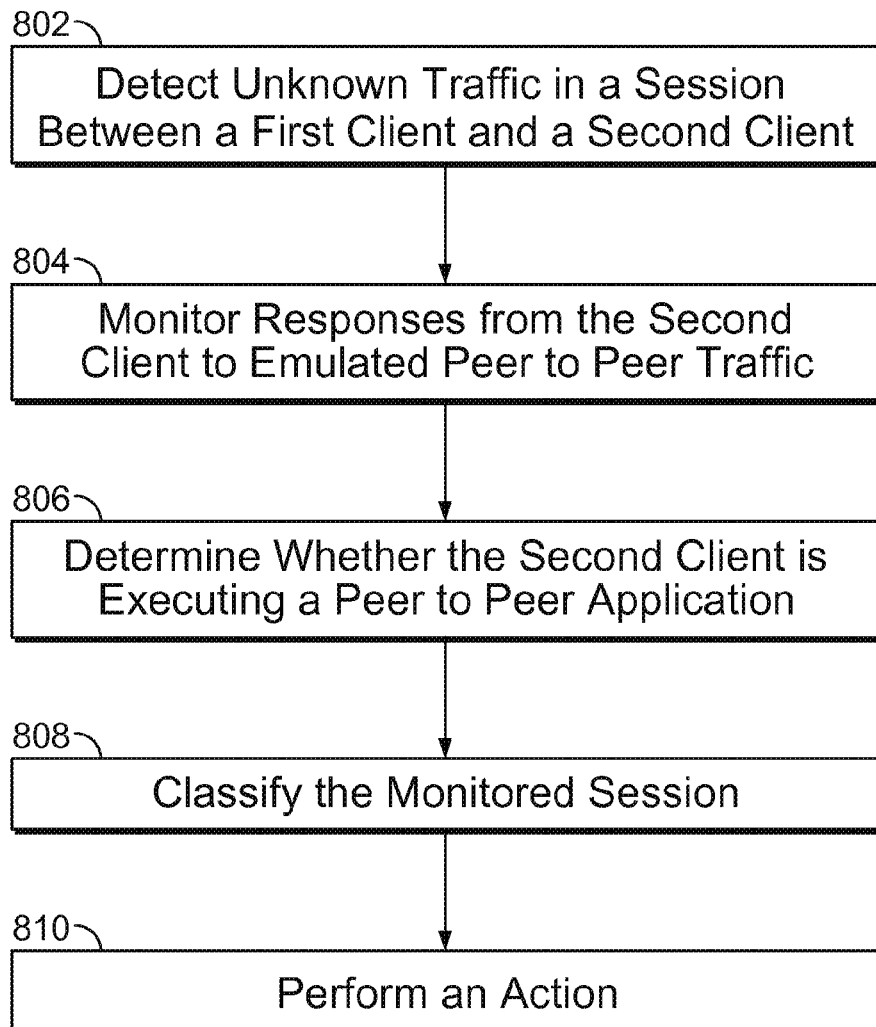 802
Detect Unknown Traffic in a Session
Between a First Client and a Second Client
804
Monitor Responses from the Second
Client to Emulated Peer to Peer Traffic
806
Determine Whether the Second Client is
Executing a Peer to Peer Application
808
Classify the Monitored Session
810
Perform an Action